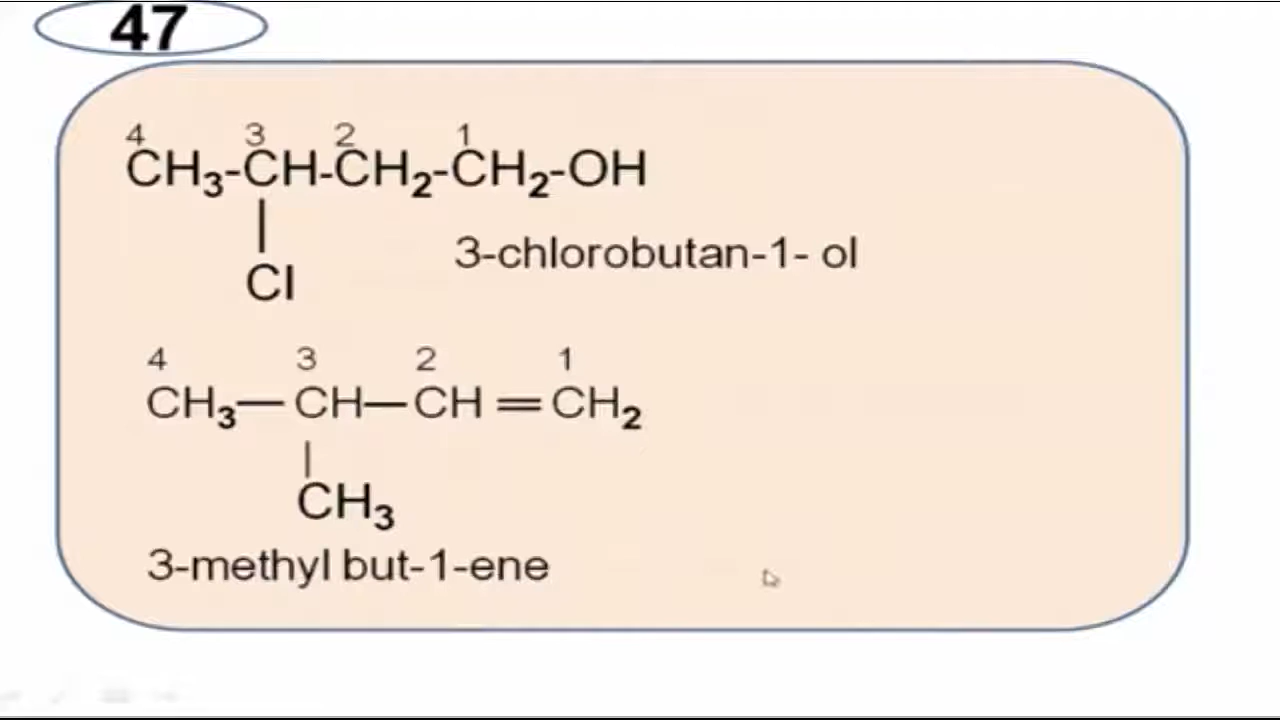 47
4 3 2 1
CH₃-CH-CH₂-CH₂-OH
|
Cl
3-chlorobutan-1- ol
4 3 2 1
CH₃—CH—CH=CH₂
|
CH₃
3-methyl but-1-ene